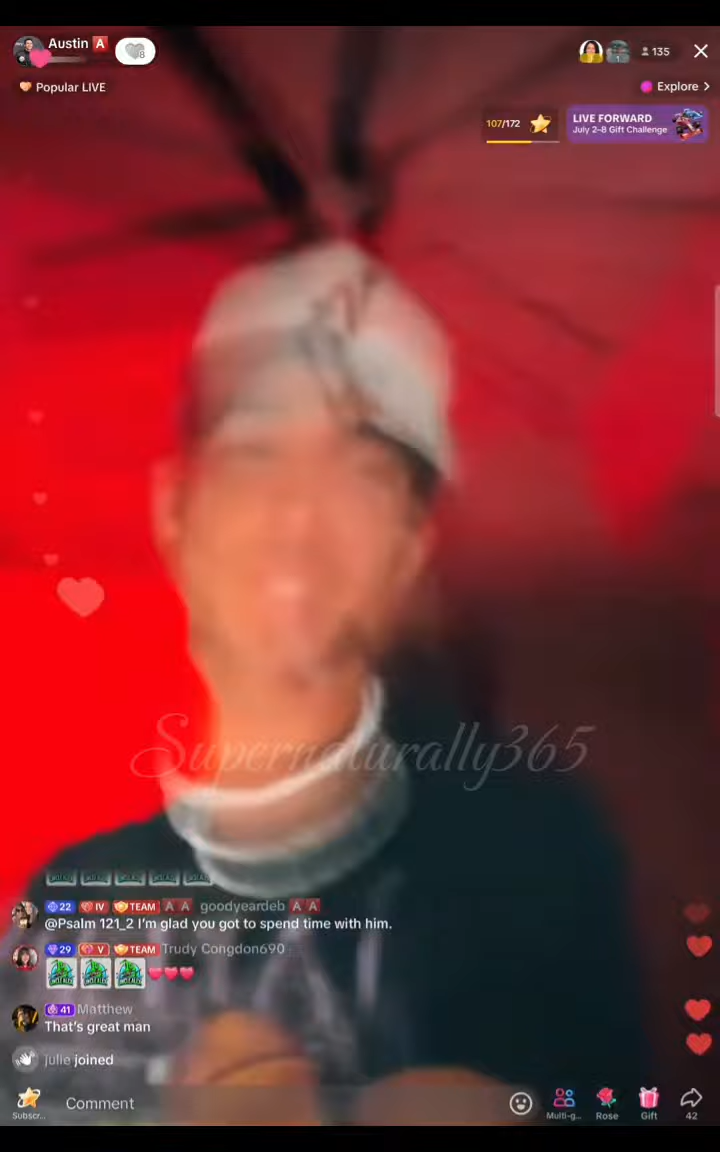 Austin A
8
135
Popular LIVE
Explore >
107/172
LIVE FORWARD
July 2–8 Gift Challenge
Supernaturally365
22 IV TEAM A A goodyeardeb A A
@Psalm 121_2 I'm glad you got to spend time with him.
29 V TEAM Trudy Congdon690
41 Matthew
That's great man
julie joined
Subscr...
Comment
Multi-g...
Rose
Gift
42